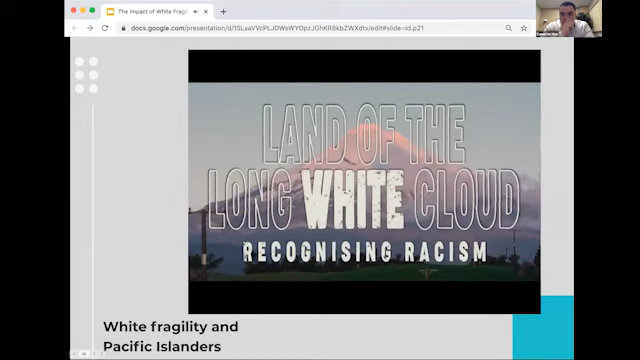 The Impact of White Fragili
docs.google.com/presentation/d/1SLxaVVcPLJDWsWYOpzJGhKR8kbZWXdtv/edit#slide=id.p21
LAND OF THE
LONG WHITE CLOUD
RECOGNISING RACISM
White fragility and
Pacific Islanders